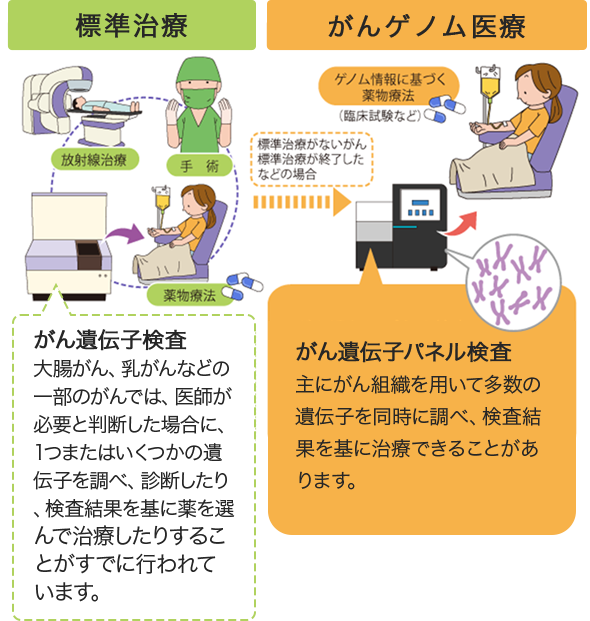 標準治療
がんゲノム医療
放射線治療
手術
薬物療法
標準治療がないがん
標準治療が終了した
などの場合
ゲノム情報に基づく
薬物療法
(臨床試験など)
がん遺伝子検査
大腸がん、乳がんなどの
一部のがんでは、医師が
必要と判断した場合に、
1つまたはいくつかの遺
伝子を調べ、診断したり
、検査結果を基に薬を選
んで治療したりするこ
とがすでに行われて
います。
がん遺伝子パネル検査
主にがん組織を用いて多数の
遺伝子を同時に調べ、検査結
果を基に治療できることがあ
ります。